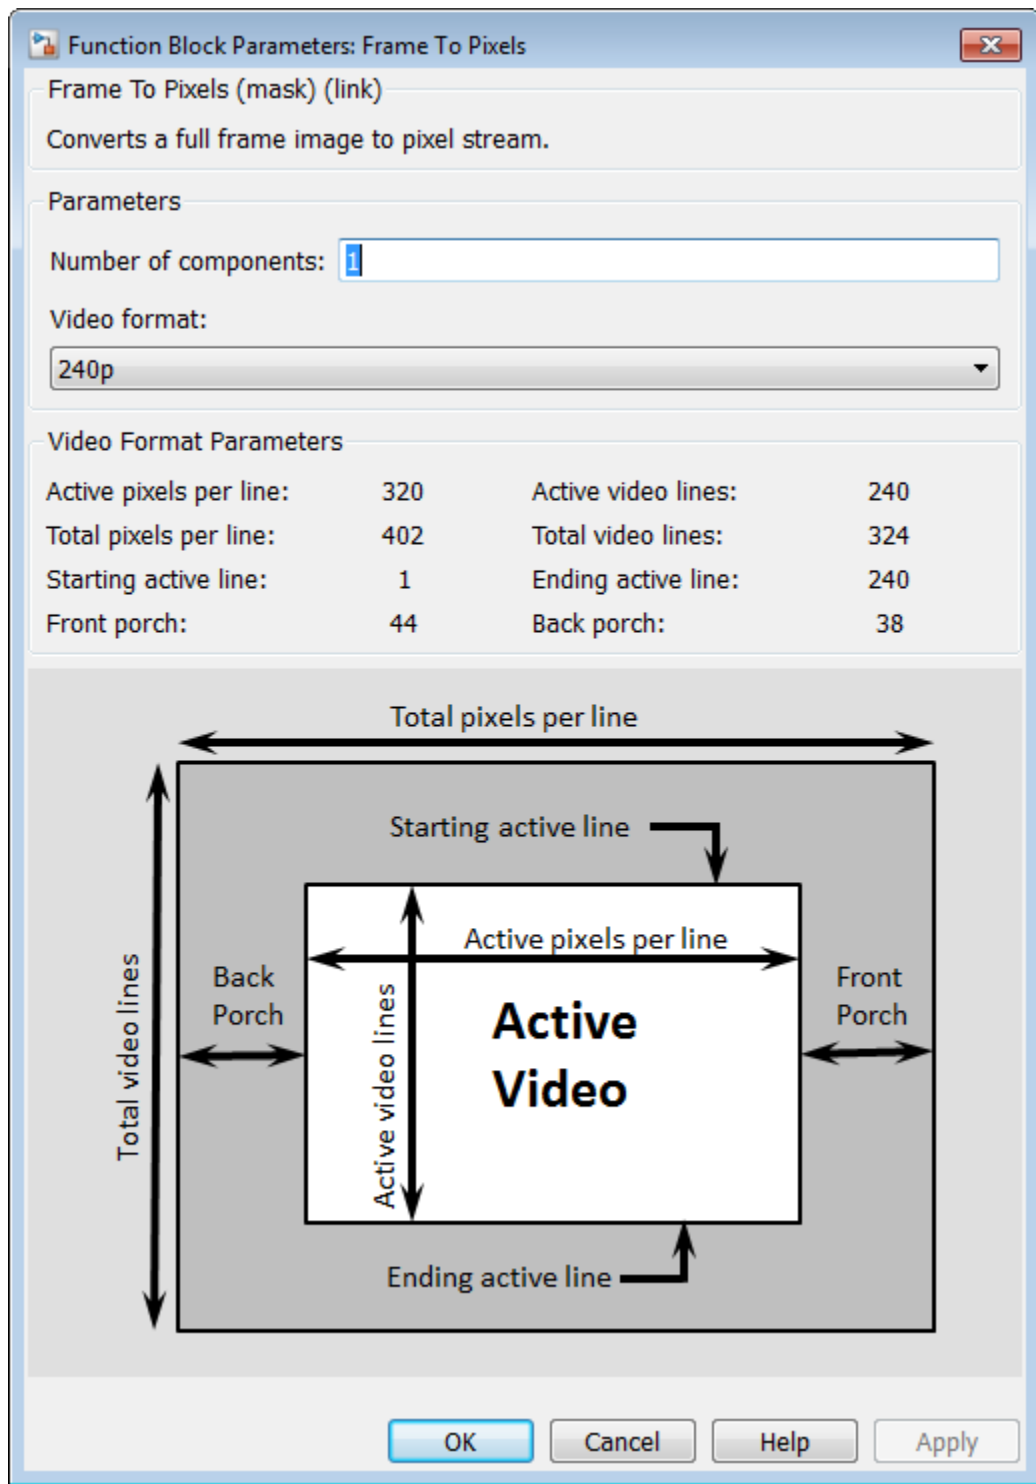 Function Block Parameters: Frame To Pixels
Frame To Pixels (mask) (link)
Converts a full frame image to pixel stream.
Parameters
Number of components: 1
Video format:
240p
Video Format Parameters
Active pixels per line: 320 Active video lines: 240
Total pixels per line: 402 Total video lines: 324
Starting active line: 1 Ending active line: 240
Front porch: 44 Back porch: 38
Total pixels per line
Starting active line
Total video lines
Back
Porch
Active video lines
Active pixels per line
Active
Video
Front
Porch
Ending active line
OK Cancel Help Apply